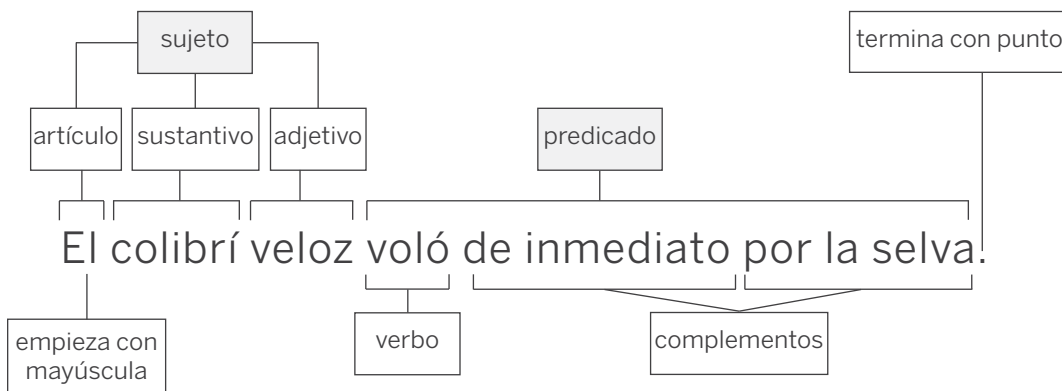 sujeto
termina con punto
artículo
sustantivo
adjetivo
predicado
El colibrí veloz voló de inmediato por la selva.
empieza con
mayúscula
verbo
complementos